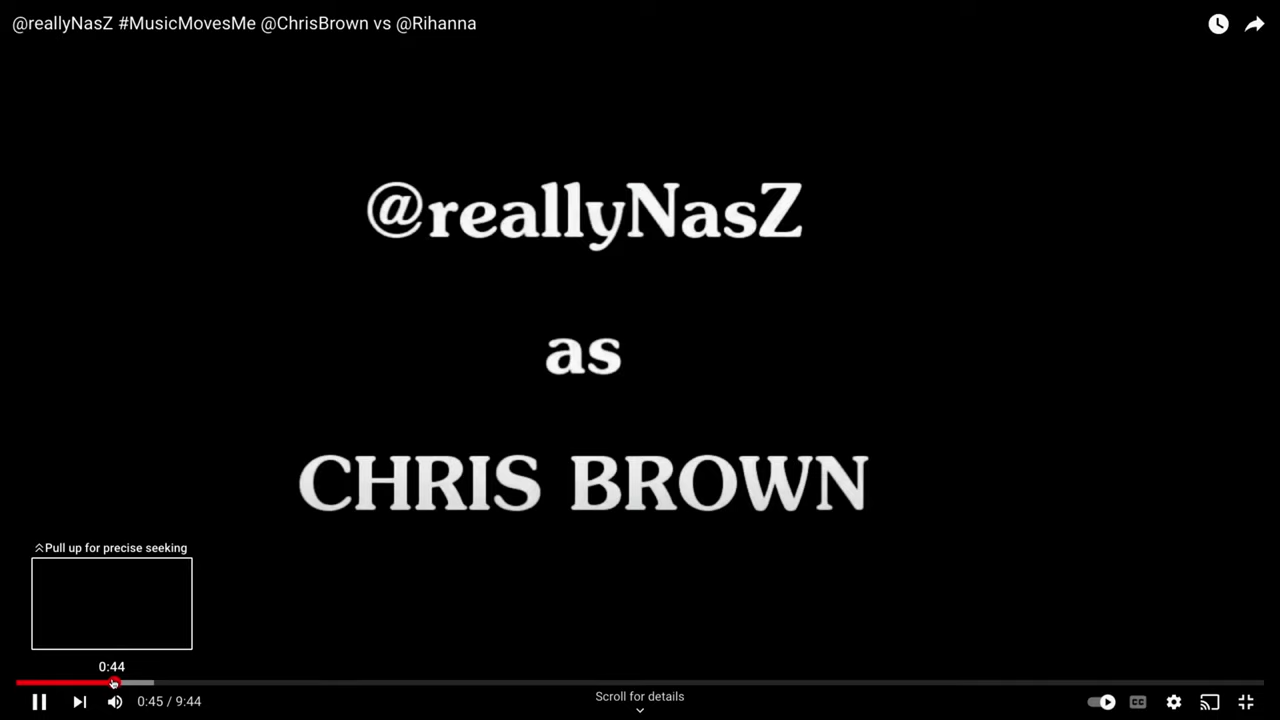 @reallyNasZ #MusicMovesMe @ChrisBrown vs @Rihanna
@reallyNasZ
as
CHRIS BROWN
Pull up for precise seeking
0:44
0:45 / 9:44
Scroll for details
CC